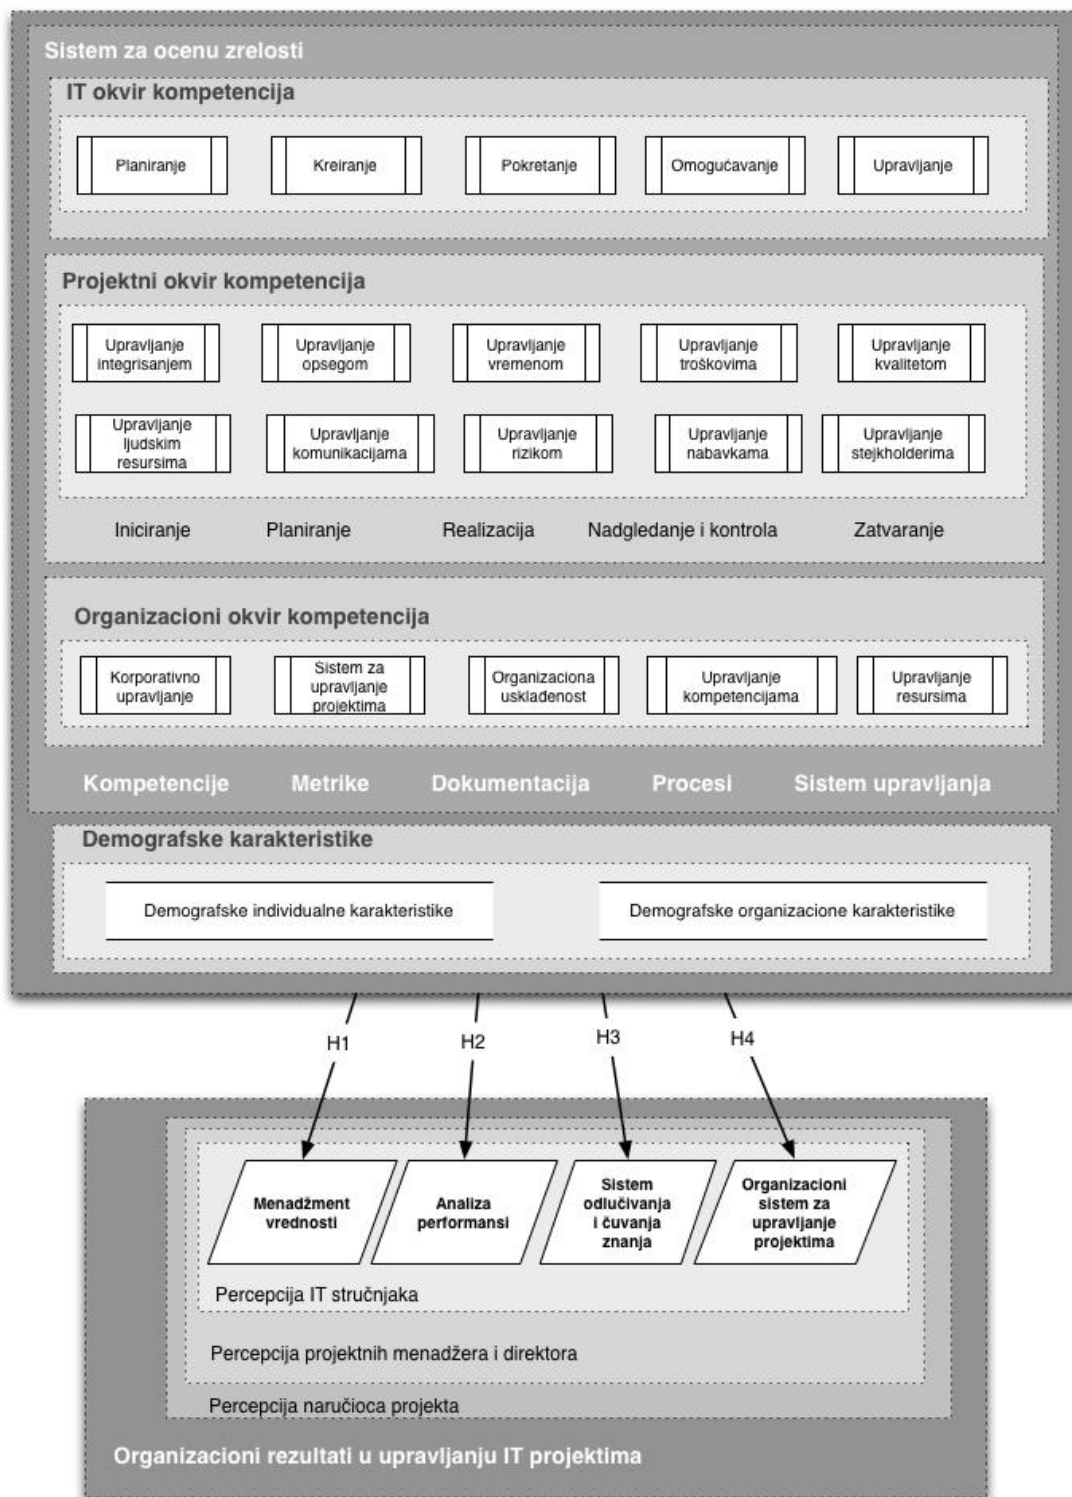 Sistem za ocenu zrelosti
IT okvir kompetencija
Planiranje
Kreiranje
Pokretanje
Omogućavanje
Upravljanje
Projektni okvir kompetencija
Upravljanje
integrisanjem
Upravljanje
opsegom
Upravljanje
vremenom
Upravljanje
troškovima
Upravljanje
kvalitetom
Upravljanje
ljudskim
resursima
Upravljanje
komunikacijama
Upravljanje
rizikom
Upravljanje
nabavkama
Upravljanje
stejkholderima
Iniciranje
Planiranje
Realizacija
Nadgledanje i kontrola
Zatvaranje
Organizacioni okvir kompetencija
Korporativno
upravljanje
Sistem za
upravljanje
projektima
Organizaciona
usklađenost
Upravljanje
kompetencijama
Upravljanje
resursima
Kompetencije
Metrike
Dokumentacija
Procesi
Sistem upravljanja
Demografske karakteristike
Demografske individualne karakteristike
Demografske organizacione karakteristike
H1
H2
H3
H4
Menadžment
vrednosti
Analiza
performansi
Sistem
odlučivanja
i čuvanja
znanja
Organizacioni
sistem za
upravljanje
projektima
Percepcija IT stručnjaka
Percepcija projektnih menadžera i direktora
Percepcija naručioca projekta
Organizacioni rezultati u upravljanju IT projektima